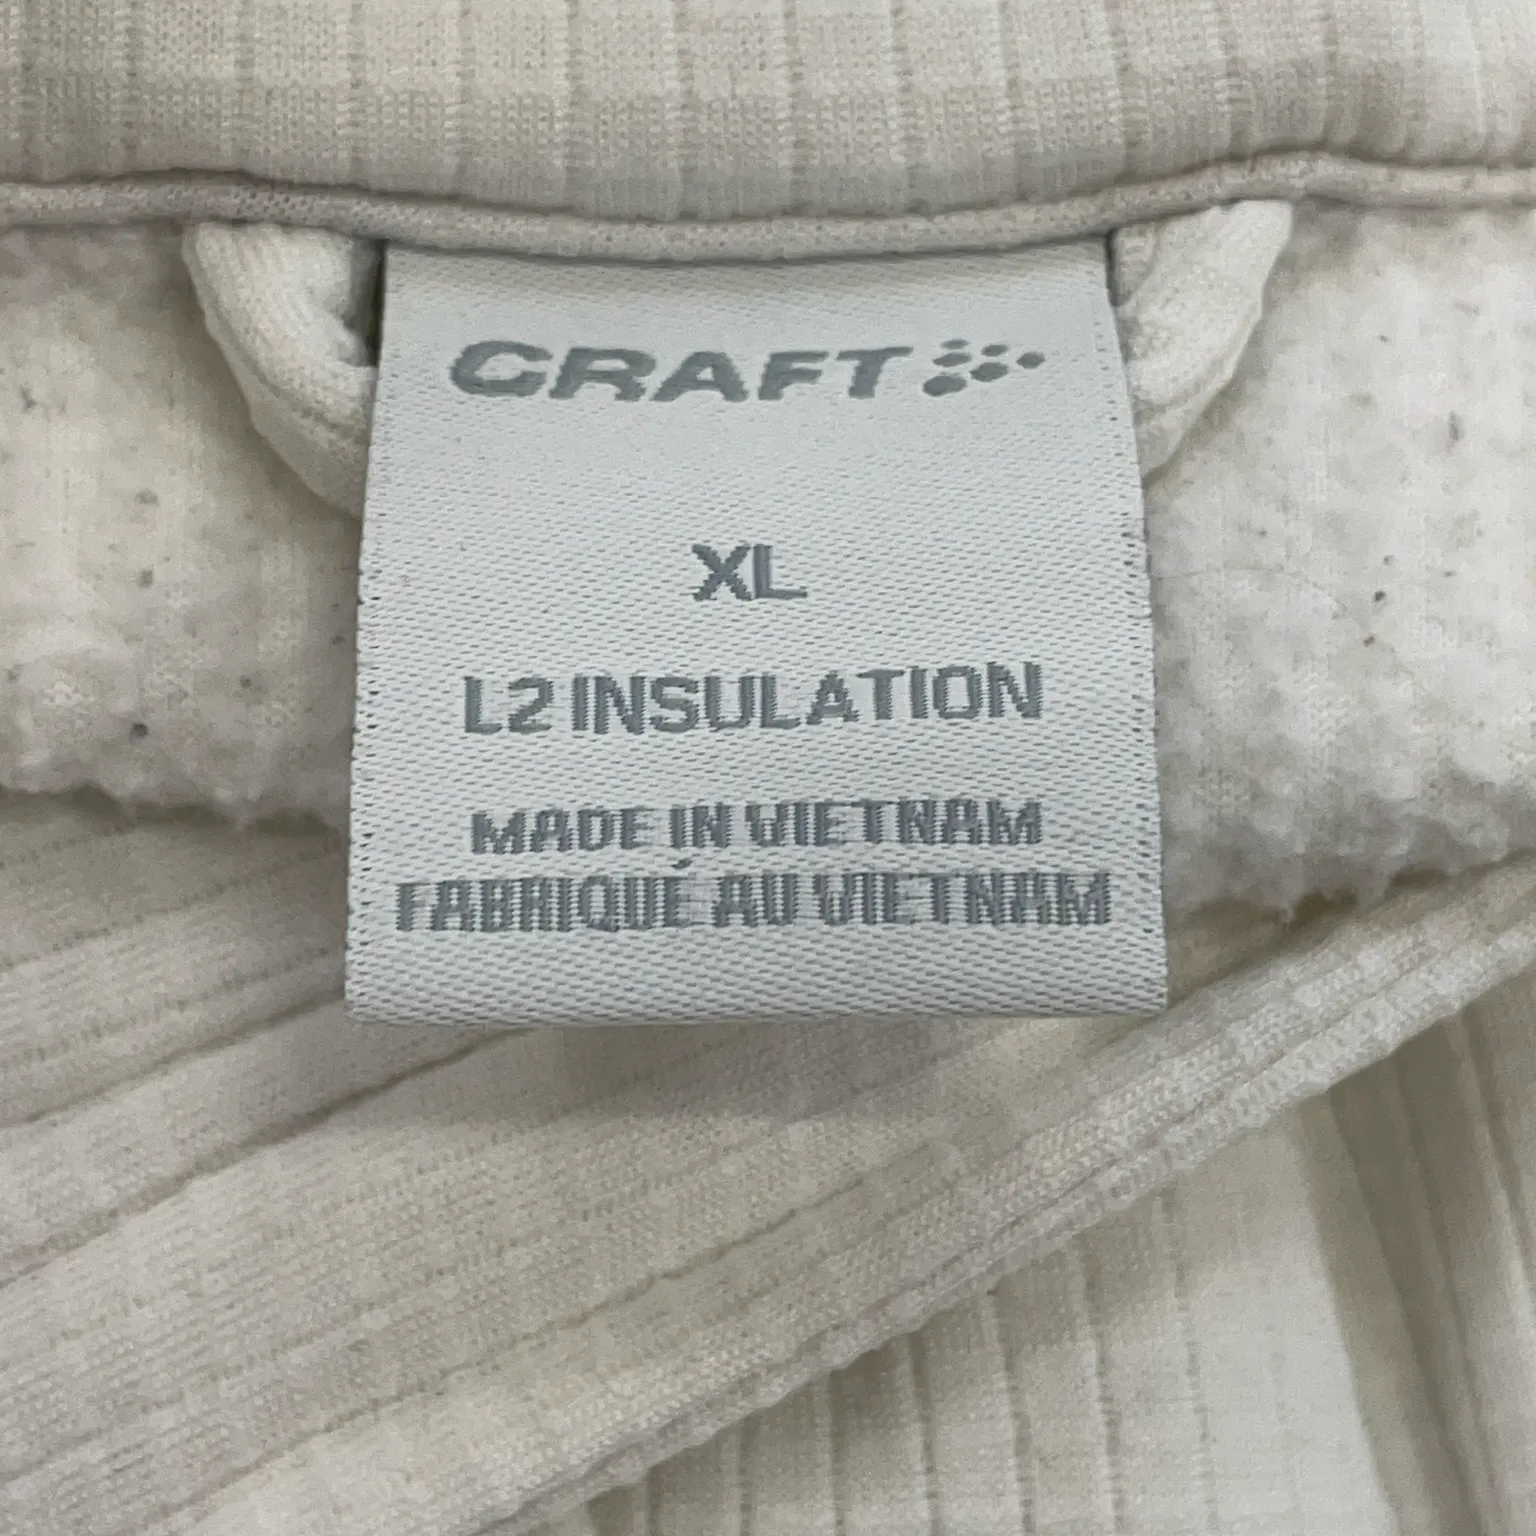 CRAFT
XL
L2 INSULATION
MADE IN VIETNAM
FABRIQUÉ AU VIETNAM